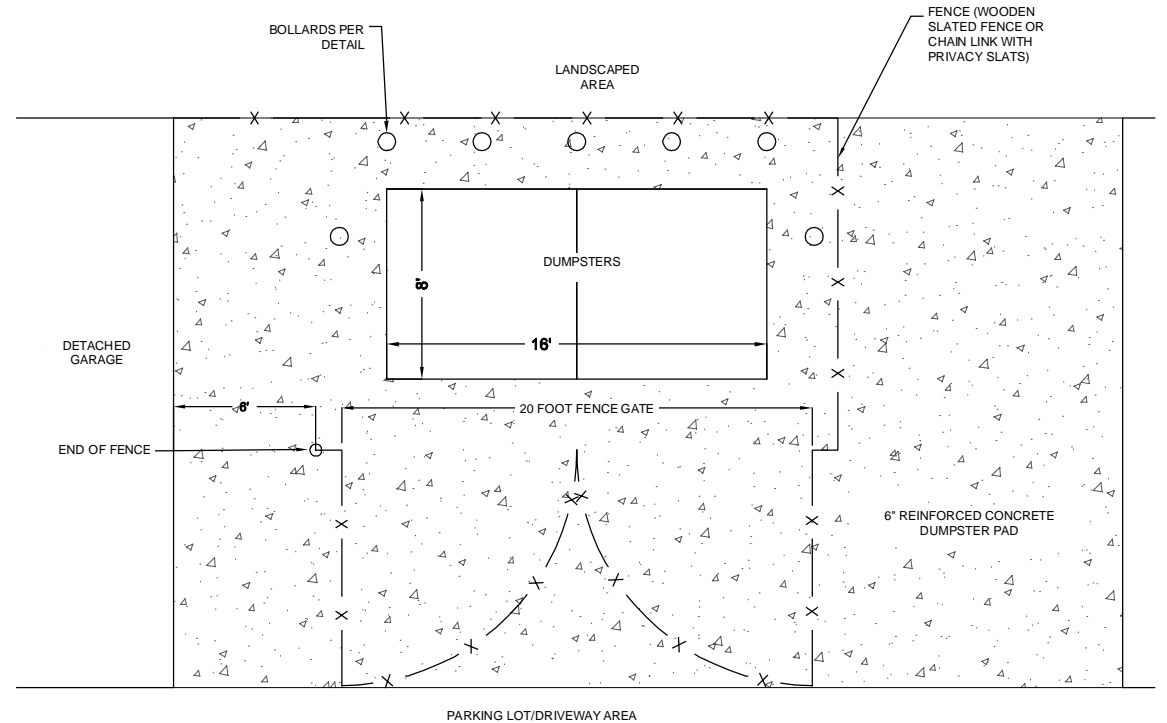 BOLLARDS PER
DETAIL
FENCE (WOODEN
SLATED FENCE OR
CHAIN LINK WITH
PRIVACY SLATS)
LANDSCAPED
AREA
DUMPSTERS
8'
16'
DETACHED
GARAGE
6'
20 FOOT FENCE GATE
END OF FENCE
6" REINFORCED CONCRETE
DUMPSTER PAD
PARKING LOT/DRIVEWAY AREA